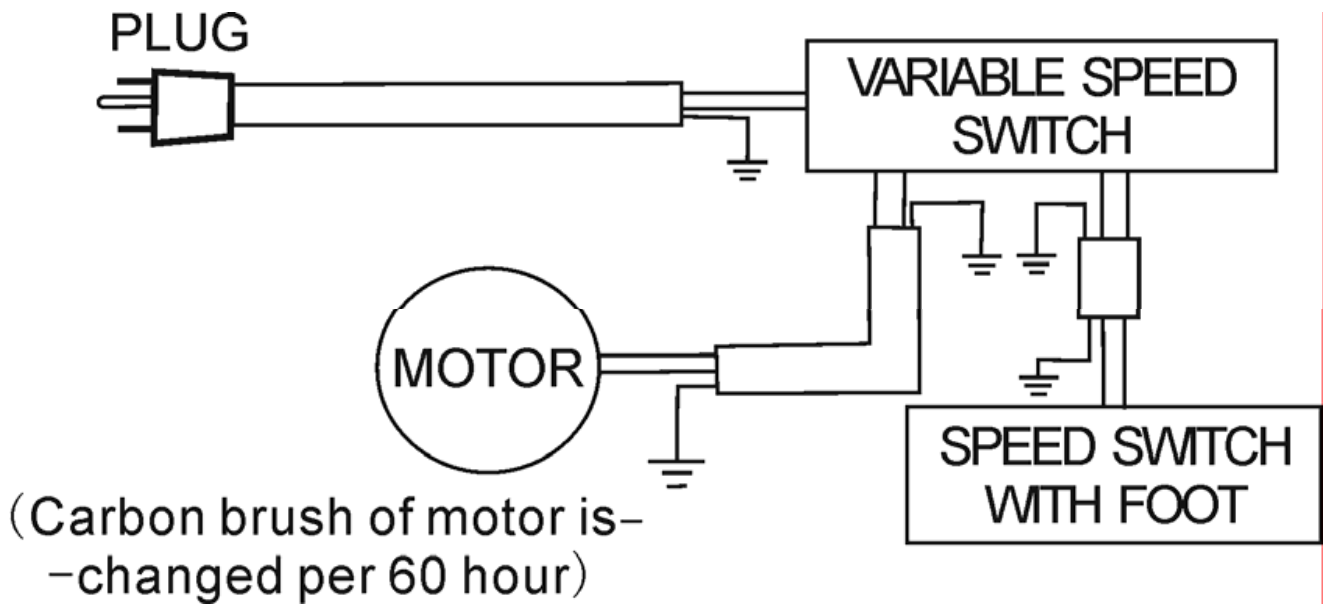 PLUG
VARIABLE SPEED
SWITCH
MOTOR
SPEED SWITCH
WITH FOOT
(Carbon brush of motor is-
-changed per 60 hour)